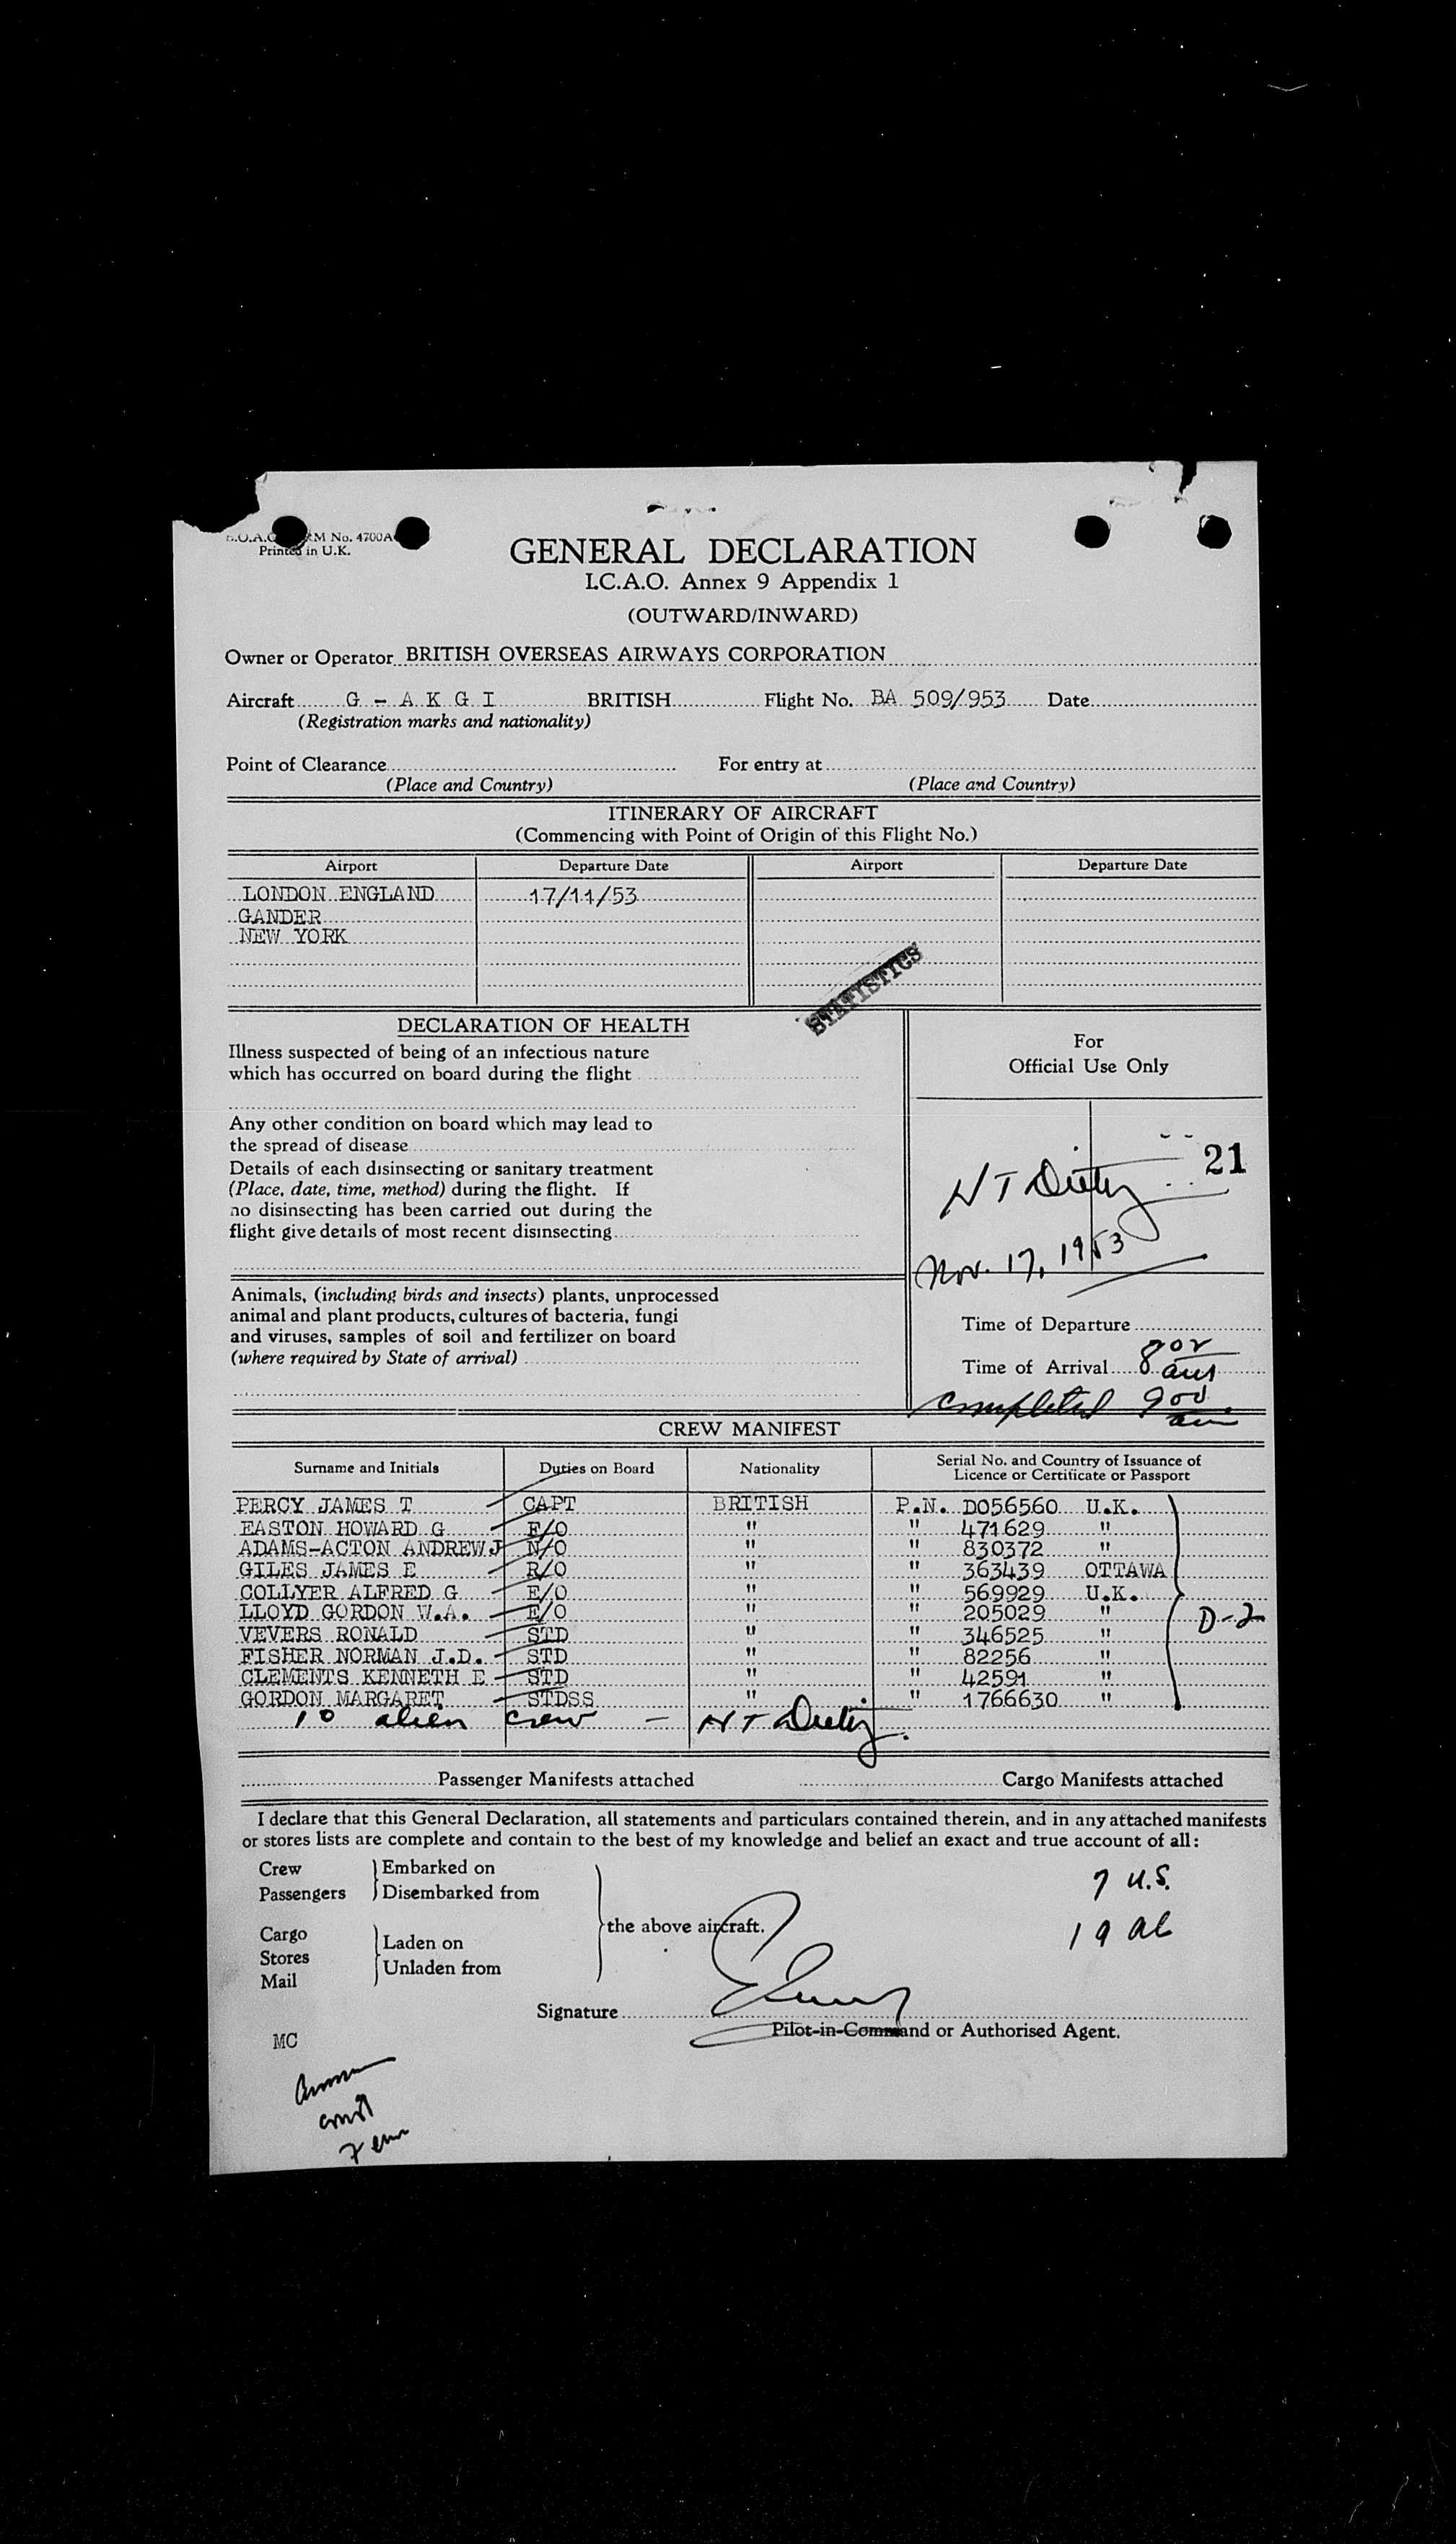 RM No. 4700A
Printed in U.K.
GENERAL DECLARATION
I.C.A.O. Annex 9 Appendix 1
(OUTWARD/INWARD)
Owner or Operator BRITISH OVERSEAS AIRWAYS CORPORATION
Aircraft G - A K G I BRITISH Flight No. BA 509/953 Date
(Registration marks and nationality)
Point of Clearance For entry at
(Place and Country) (Place and Country)
ITINERARY OF AIRCRAFT
(Commencing with Point of Origin of this Flight No.)
Airport Departure Date Airport Departure Date
LONDON ENGLAND 17/11/53
GANDER
NEW YORK
STATISTICS
DECLARATION OF HEALTH
Illness suspected of being of an infectious nature
which has occurred on board during the flight
Any other condition on board which may lead to
the spread of disease
Details of each disinsecting or sanitary treatment
(Place, date, time, method) during the flight. If
no disinsecting has been carried out during the
flight give details of most recent disinsecting
Animals, (including birds and insects) plants, unprocessed
animal and plant products, cultures of bacteria, fungi
and viruses, samples of soil and fertilizer on board
(where required by State of arrival)
For
Official Use Only
21
Nov. 17, 1953
Time of Departure
Time of Arrival 8 02 am
completed 9 00 am
CREW MANIFEST
Surname and Initials Duties on Board Nationality Serial No. and Country of Issuance of
Licence or Certificate or Passport
PERCY JAMES T CAPT BRITISH P.N. D056560 U.K.
EASTON HOWARD G F/O " " 471629 "
ADAMS-ACTON ANDREW J N/O " " 830372 "
GILES JAMES E R/O " " 363439 OTTAWA
COLLYER ALFRED G E/O " " 569929 U.K.
LLOYD GORDON W.A. E/O " " 205029 "
VEVERS RONALD STD " " 346525 "
FISHER NORMAN J.D. STD " " 82256 "
CLEMENTS KENNETH E STD " " 42591 "
GORDON MARGARET STDSS " " 1766630 "
D-2
10 alien crew -
Passenger Manifests attached Cargo Manifests attached
I declare that this General Declaration, all statements and particulars contained therein, and in any attached manifests
or stores lists are complete and contain to the best of my knowledge and belief an exact and true account of all:
Crew Embarked on
Passengers Disembarked from
the above aircraft.
Cargo
Stores
Mail
Laden on
Unladen from
7 U.S.
19 al
Signature
Pilot-in-Command or Authorised Agent.
MC